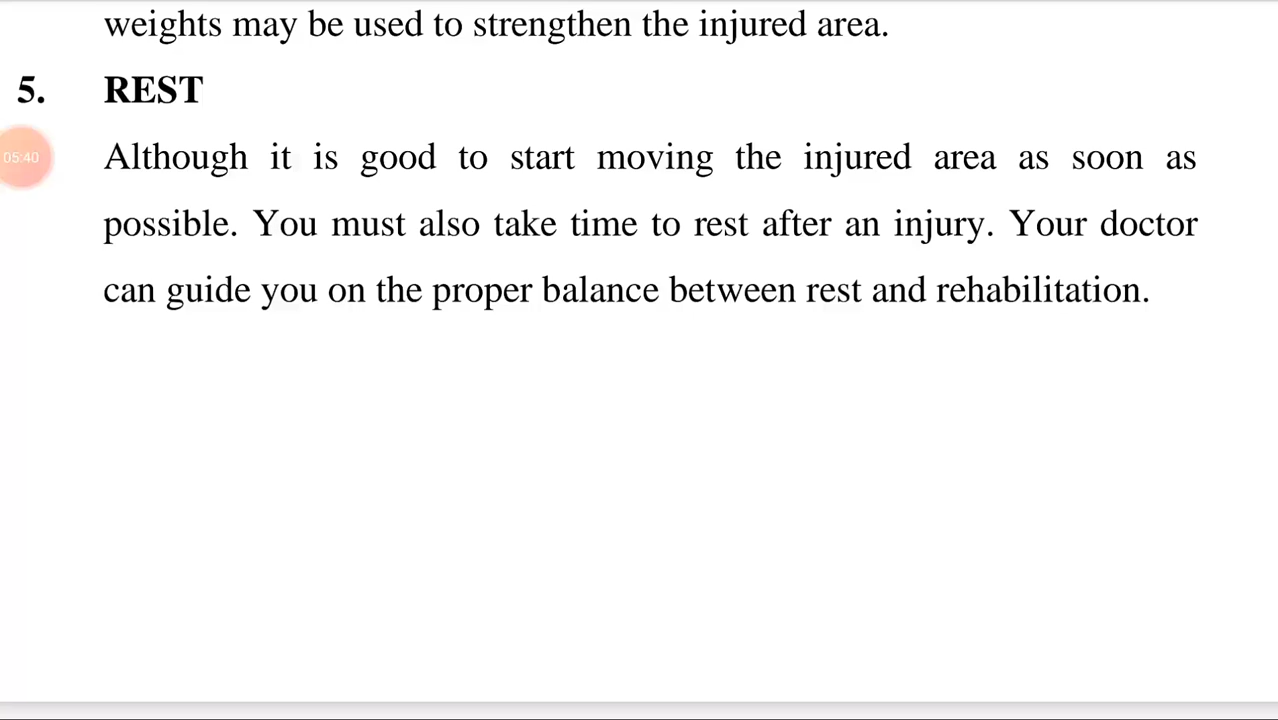 weights may be used to strengthen the injured area.
5. REST
05:40
Although it is good to start moving the injured area as soon as
possible. You must also take time to rest after an injury. Your doctor
can guide you on the proper balance between rest and rehabilitation.